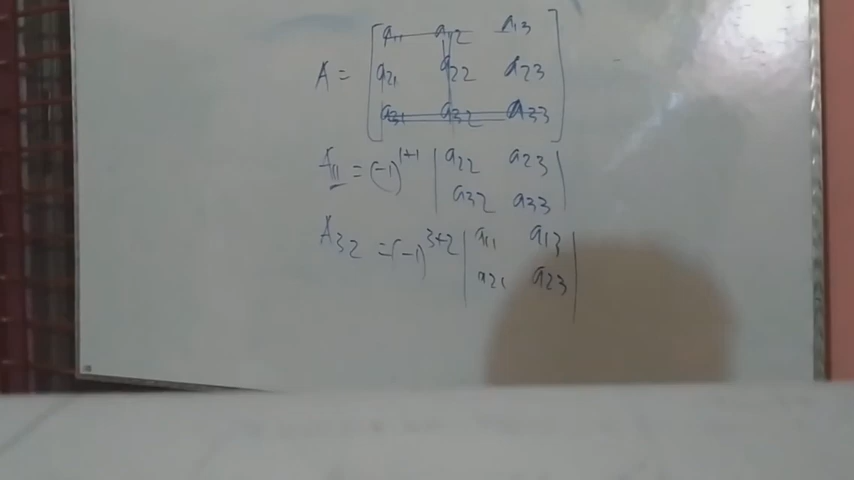 A = [ a11 a12 a13
a21 a22 a23
a31 a32 a33 ]
A11 = (-1)^1+1 | a22 a23
a32 a33 |
A32 = (-1)^3+2 | a11 a13
a21 a23 |